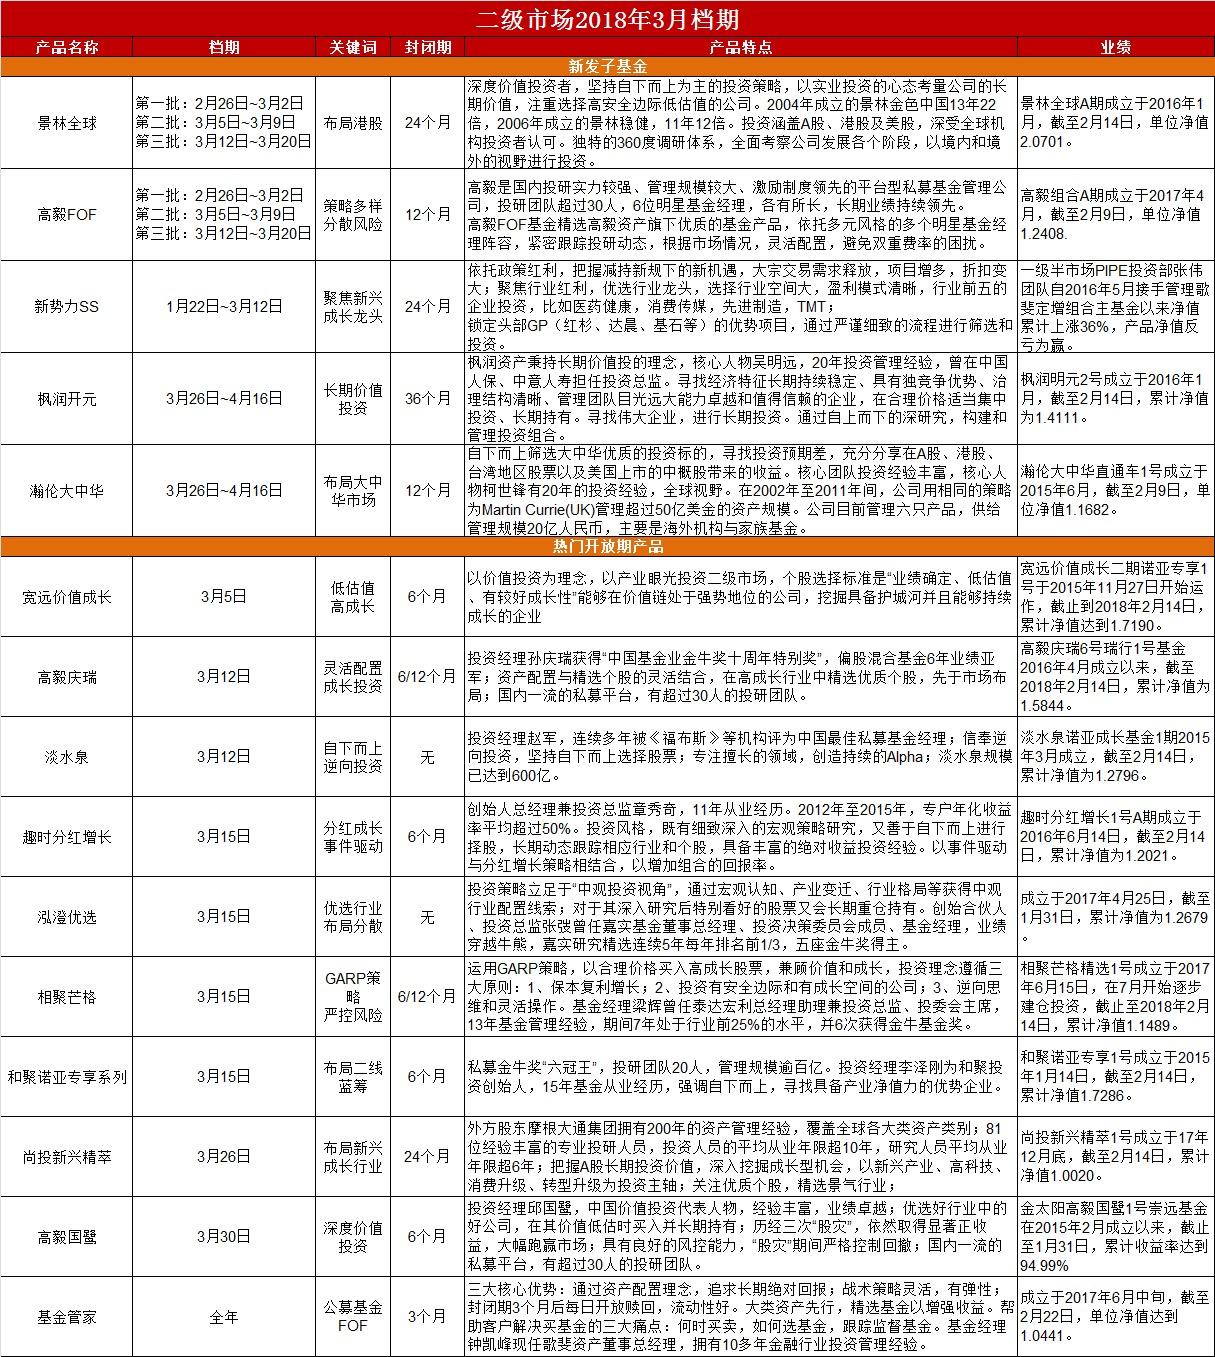 二级市场2018年3月档期
产品名称 档期 关键词 封闭期 产品特点 业绩
新发子基金
景林全球
第一批：2月26日~3月2日
第二批：3月5日~3月9日
第三批：3月12日~3月20日
布局港股
24个月
深度价值投资者，坚持自下而上为主的投资策略，以实业投资的心态考量公司的长
期价值，注重选择高安全边际低估值的公司。2004年成立的景林金色中国13年22
倍，2006年成立的景林稳健，11年12倍。投资涵盖A股、港股及美股，深受全球机
构投资者认可。独特的360度调研体系，全面考察公司发展各个阶段，以境内和境
外的视野进行投资。
景林全球A期成立于2016年1
月，截至2月14日，单位净值
2.0701。
高毅FOF
第一批：2月26日~3月2日
第二批：3月5日~3月9日
第三批：3月12日~3月20日
策略多样
分散风险
12个月
高毅是国内投研实力较强、管理规模较大、激励制度领先的平台型私募基金管理公
司，投研团队超过30人，6位明星基金经理，各有所长，长期业绩持续领先。
高毅FOF基金精选高毅资产旗下优质的基金产品，依托多元风格的多个明星基金经
理阵容，紧密跟踪投研动态，根据市场情况，灵活配置，避免双重费率的困扰。
高毅组合A期成立于2017年4
月，截至2月9日，单位净值
1.2408.
新势力SS
1月22日~3月12日
聚焦新兴
成长龙头
24个月
依托政策红利，把握减持新规下的新机遇，大宗交易需求释放，项目增多，折扣变
大；聚焦行业红利，优选行业龙头，选择行业空间大，盈利模式清晰，行业前五的
企业投资，比如医药健康，消费传媒，先进制造，TMT；
锁定头部GP（红杉、达晨、基石等）的优势项目，通过严谨细致的流程进行筛选和
投资。
一级半市场PIPE投资部张伟
团队自2016年5月接手管理歌
斐定增组合主基金以来净值
累计上涨36%，产品净值反
亏为赢。
枫润开元
3月26日~4月16日
长期价值
投资
36个月
枫润资产秉持长期价值投的理念，核心人物吴明远，20年投资管理经验，曾在中国
人保、中意人寿担任投资总监。寻找经济特征长期持续稳定、具有独竞争优势、治
理结构清晰、管理团队目光远大能力卓越和值得信赖的企业，在合理价格适当集中
投资、长期持有。寻找伟大企业，进行长期投资。通过自上而下的深研究，构建和
管理投资组合。
枫润明元2号成立于2016年1
月，截至2月14日，累计净值
为1.4111。
瀚伦大中华
3月26日~4月16日
布局大中
华市场
12个月
自下而上筛选大中华优质的投资标的，寻找投资预期差，充分分享在A股、港股、
台湾地区股票以及美国上市的中概股带来的收益。核心团队投资经验丰富，核心人
物柯世锋有20年的投资经验，全球视野。在2002年至2011年间，公司用相同的策略
为Martin Currie(UK)管理超过50亿美金的资产规模。公司目前管理六只产品，供给
管理规模20亿人民币，主要是海外机构与家族基金。
瀚伦大中华直通车1号成立于
2015年6月，截至2月9日，单
位净值1.1682。
热门开放期产品
宽远价值成长
3月5日
低估值
高成长
6个月
以价值投资为理念，以产业眼光投资二级市场，个股选择标准是“业绩确定、低估值
、有较好成长性”能够在价值链处于强势地位的公司，挖掘具备护城河并且能够持续
成长的企业
宽远价值成长二期诺亚专享1
号于2015年11月27日开始运
作，截止到2018年2月14日，
累计净值达到1.7190。
高毅庆瑞
3月12日
灵活配置
成长投资
6/12个月
投资经理孙庆瑞获得“中国基金业金牛奖十周年特别奖”，偏股混合基金6年业绩亚
军；资产配置与精选个股的灵活结合，在高成长行业中精选优质个股，先于市场布
局；国内一流的私募平台，有超过30人的投研团队。
高毅庆瑞6号瑞行1号基金
2016年4月成立以来，截至
2018年2月14日，累计净值为
1.5844。
淡水泉
3月12日
自下而上
逆向投资
无
投资经理赵军，连续多年被《福布斯》等机构评为中国最佳私募基金经理；信奉逆
向投资，坚持自下而上选择股票；专注擅长的领域，创造持续的Alpha；淡水泉规模
已达到600亿。
淡水泉诺亚成长基金1期2015
年3月成立，截至2月14日，
累计净值为1.2796。
趣时分红增长
3月15日
分红成长
事件驱动
6个月
创始人总经理兼投资总监章秀奇，11年从业经历。2012年至2015年，专户年化收益
率平均超过50%。投资风格，既有细致深入的宏观策略研究，又善于自下而上进行
择股，长期动态跟踪相应行业和个股，具备丰富的绝对收益投资经验。以事件驱动
与分红增长策略相结合，以增加组合的回报率。
趣时分红增长1号A期成立于
2016年6月14日，截至2月14
日，累计净值为1.2021。
泓澄优选
3月15日
优选行业
布局分散
无
投资策略立足于“中观投资视角”，通过宏观认知、产业变迁、行业格局等获得中观
行业配置线索；对于其深入研究后特别看好的股票又会长期重仓持有。创始合伙人
、投资总监张弢曾任嘉实基金董事总经理、投资决策委员会成员、基金经理，业绩
穿越牛熊，嘉实研究精选连续5年每年排名前1/3，五座金牛奖得主。
成立于2017年4月25日，截至
1月31日，累计净值为1.2679
。
相聚芒格
3月15日
GARP策
略
严控风险
6/12个月
运用GARP策略，以合理价格买入高成长股票，兼顾价值和成长，投资理念遵循三
大原则：1、保本复利增长；2、投资有安全边际和有成长空间的公司；3、逆向思
维和灵活操作。基金经理梁辉曾任泰达宏利总经理助理兼投资总监、投委会主席，
13年基金管理经验，期间7年处于行业前25%的水平，并6次获得金牛基金奖。
相聚芒格精选1号成立于2017
年6月15日，在7月开始逐步
建仓投资，截止到2018年2月
14日，累计净值1.1489。
和聚诺亚专享系列
3月15日
布局二线
蓝筹
6个月
私募金牛奖“六冠王”，投研团队20人，管理规模逾百亿。投资经理李泽刚为和聚投
资创始人，15年基金从业经历，强调自下而上，寻找具备产业净值力的优势企业。
和聚诺亚专享1号成立于2015
年1月14日，截至2月14日，
累计净值1.7286。
尚投新兴精萃
3月26日
布局新兴
成长行业
24个月
外方股东摩根大通集团拥有200年的资产管理经验，覆盖全球各大类资产类别；81
位经验丰富的专业投研人员，投资人员的平均从业年限超10年，研究人员平均从业
年限超6年；把握A股长期投资价值，深入挖掘成长型机会，以新兴产业、高科技、
消费升级、转型升级为投资主轴；关注优质个股，精选景气行业；
尚投新兴精萃1号成立于17年
12月底，截至2月14日，累计
净值1.0020。
高毅国鹭
3月30日
深度价值
投资
6个月
投资经理邱国鹭，中国价值投资代表人物，经验丰富，业绩卓越；优选好行业中的
好公司，在其价值低估时买入并长期持有；历经三次“股灾”，依然取得显著正收
益，大幅跑赢市场；具有良好的风控能力，“股灾”期间严格控制回撤；国内一流的
私募平台，有超过30人的投研团队。
金太阳高毅国鹭1号崇远基金
在2015年2月成立以来，截止
至1月31日，累计收益率达到
94.99%
基金管家
全年
公募基金
FOF
3个月
三大核心优势：通过资产配置理念，追求长期绝对回报；战术策略灵活，有弹性；
封闭期3个月后每日开放赎回，流动性好。大类资产先行，精选基金以增强收益。帮
助客户解决买基金的三大痛点：何时买卖，如何选基金，跟踪监督基金。基金经理
钟凯峰现任歌斐资产董事总经理，拥有10多年金融行业投资管理经验。
成立于2017年6月中旬，截至
2月22日，单位净值达到
1.0441。